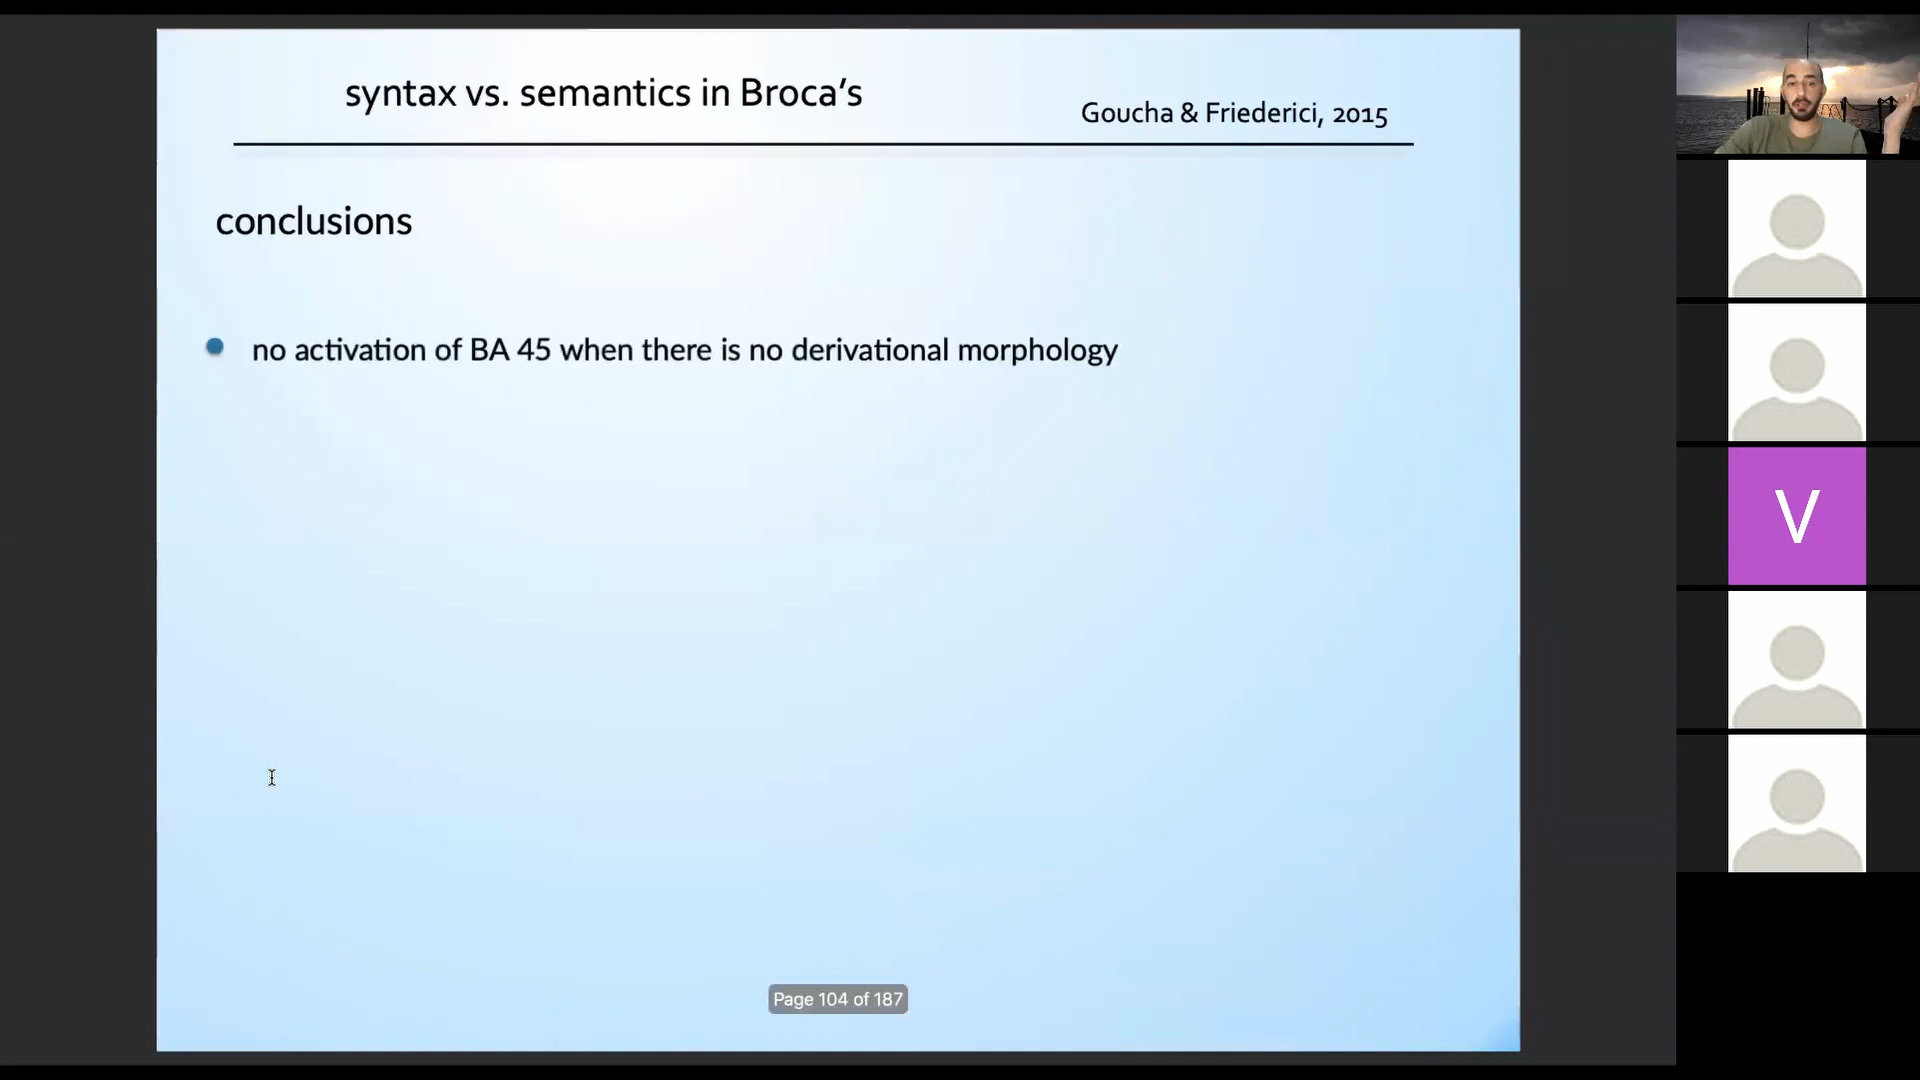 syntax vs. semantics in Broca’s
Goucha & Friederici, 2015
conclusions
no activation of BA 45 when there is no derivational morphology
V
Page 104 of 187